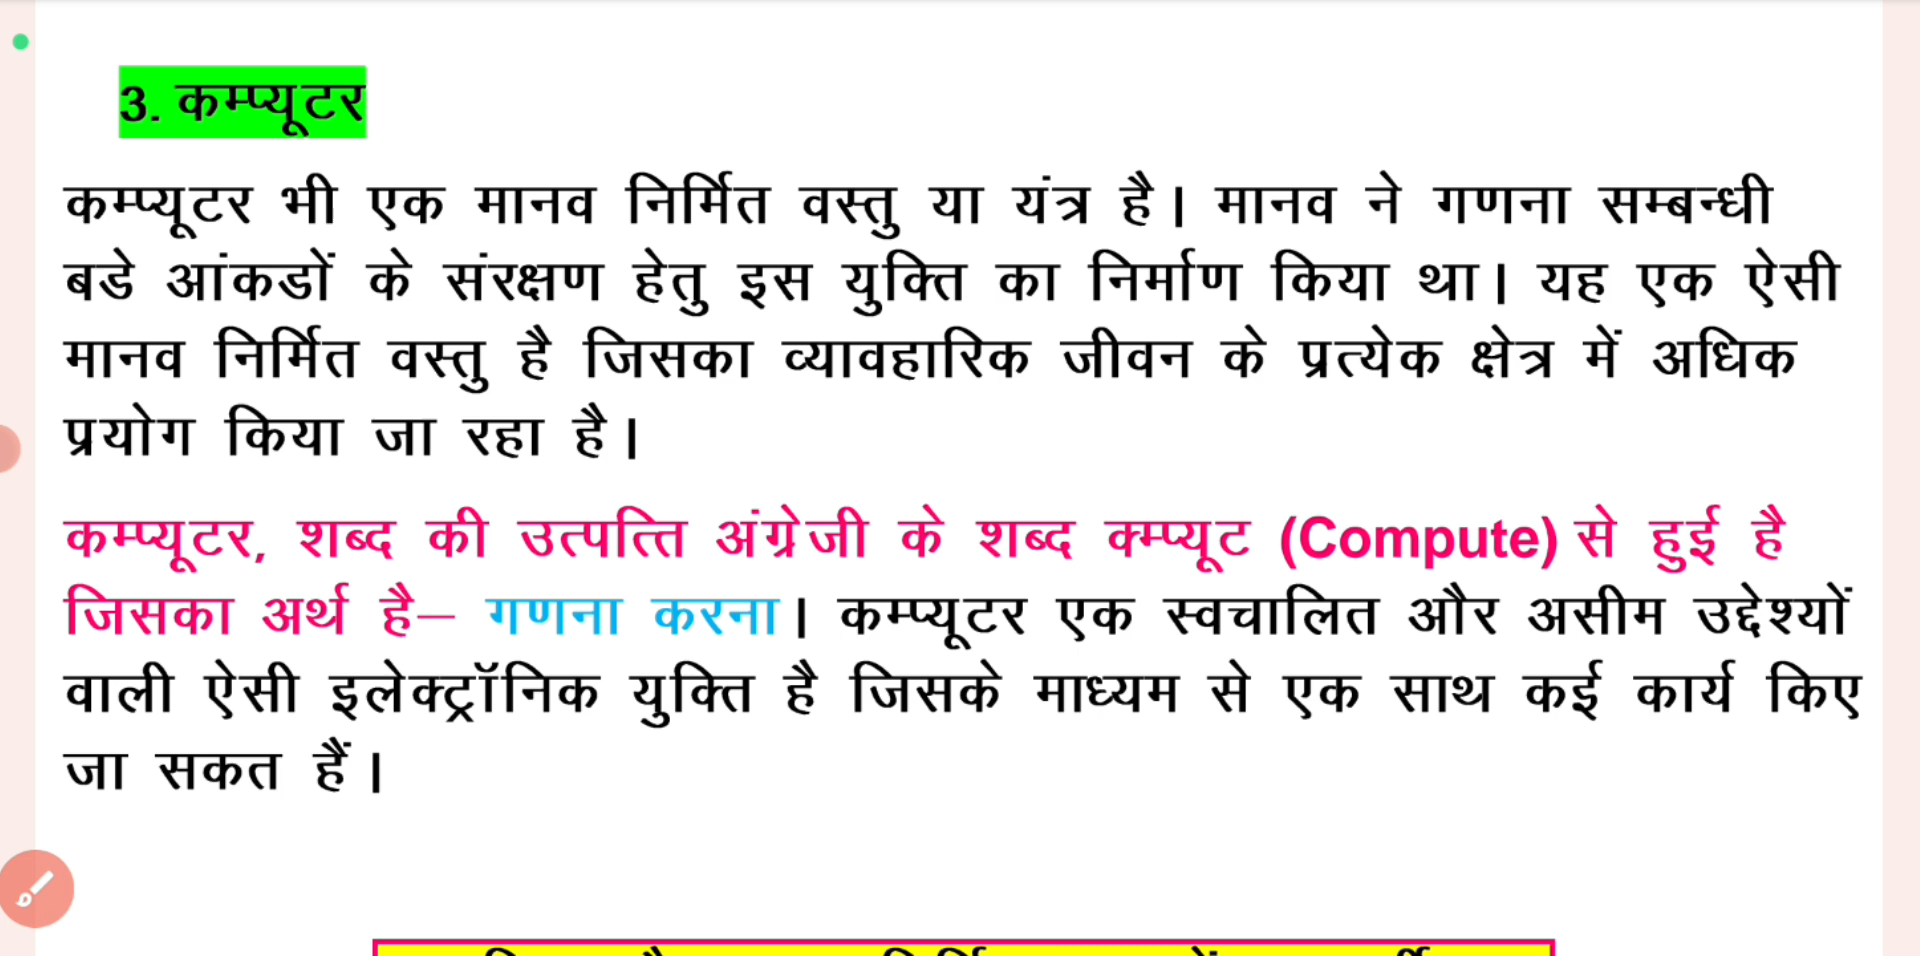 3. कम्प्यूटर
कम्प्यूटर भी एक मानव निर्मित वस्तु या यंत्र है। मानव ने गणना सम्बन्धी
बडे आंकडों के संरक्षण हेतु इस युक्ति का निर्माण किया था। यह एक ऐसी
मानव निर्मित वस्तु है जिसका व्यावहारिक जीवन के प्रत्येक क्षेत्र में अधिक
प्रयोग किया जा रहा है।
कम्प्यूटर, शब्द की उत्पत्ति अंग्रेजी के शब्द क्म्प्यूट (Compute) से हुई है
जिसका अर्थ है– गणना करना। कम्प्यूटर एक स्वचालित और असीम उद्देश्यों
वाली ऐसी इलेक्ट्रॉनिक युक्ति है जिसके माध्यम से एक साथ कई कार्य किए
जा सकत हैं।